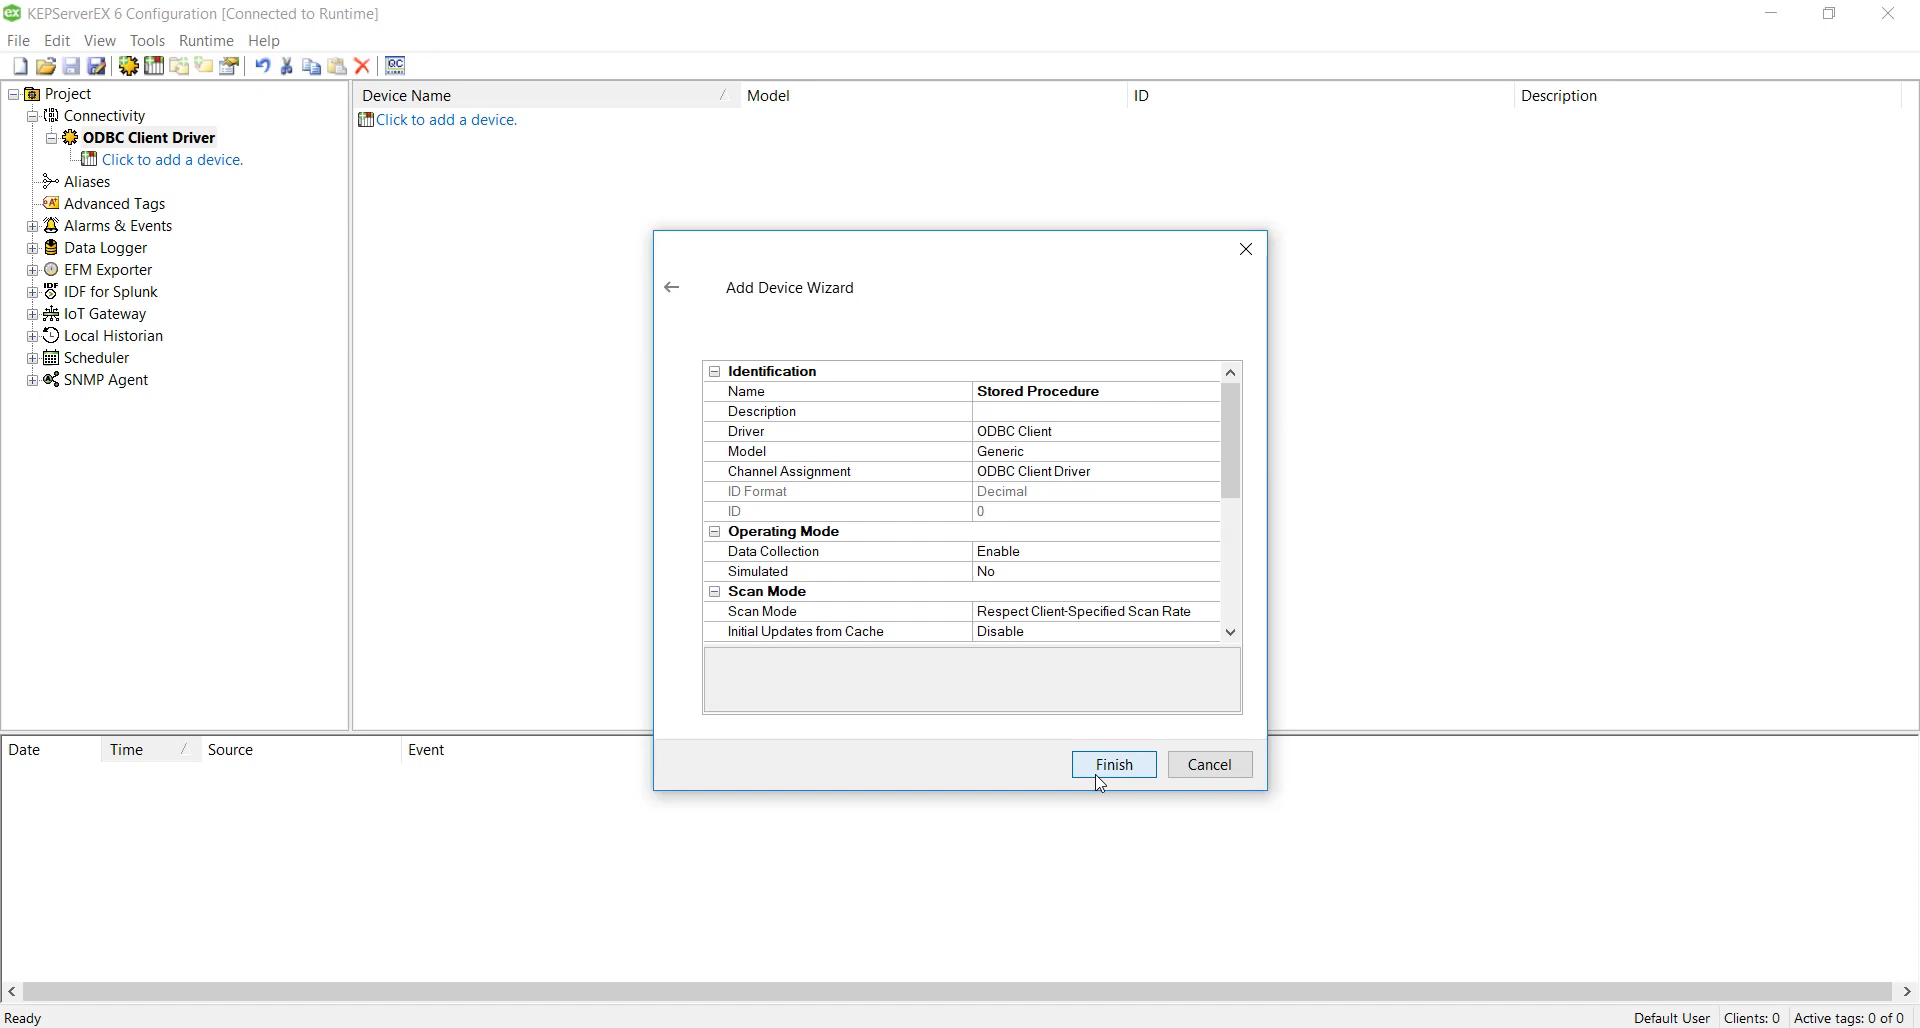 KEPServerEX 6 Configuration [Connected to Runtime]
File Edit View Tools Runtime Help
Project
Connectivity
ODBC Client Driver
Click to add a device.
Aliases
Advanced Tags
Alarms & Events
Data Logger
EFM Exporter
IDF for Splunk
IoT Gateway
Local Historian
Scheduler
SNMP Agent
Device Name Model ID Description
Click to add a device.
Add Device Wizard
Identification
Name Stored Procedure
Description
Driver ODBC Client
Model Generic
Channel Assignment ODBC Client Driver
ID Format Decimal
ID 0
Operating Mode
Data Collection Enable
Simulated No
Scan Mode
Scan Mode Respect Client-Specified Scan Rate
Initial Updates from Cache Disable
Finish Cancel
Date Time Source Event
Ready Default User Clients: 0 Active tags: 0 of 0